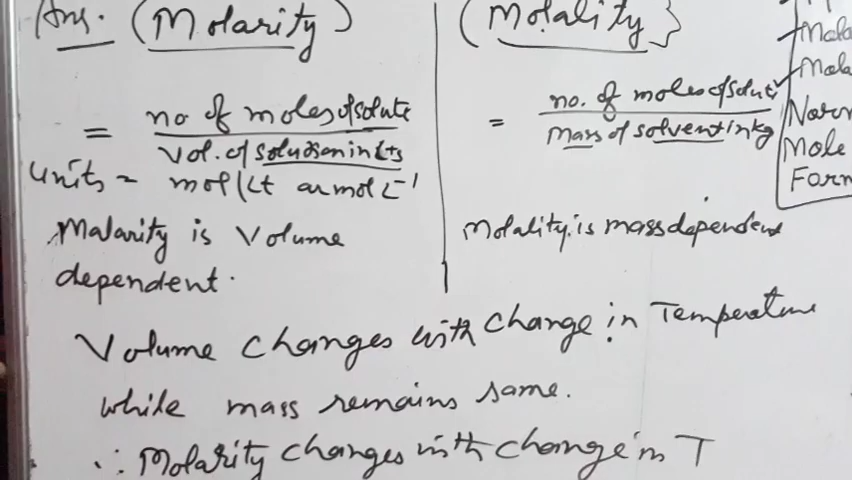 Ans. (Molarity)
= no of moles of solute
Vol. of solution in Lts
Units = mol/Lt or mol L⁻¹
Molarity is Volume
dependent.
(Molality)
= no. of moles of solute
Mass of solvent in kg
Molality is mass dependent
Mole
Volume changes with change in Temperature
while mass remains same.
∴ Molarity changes with change in T